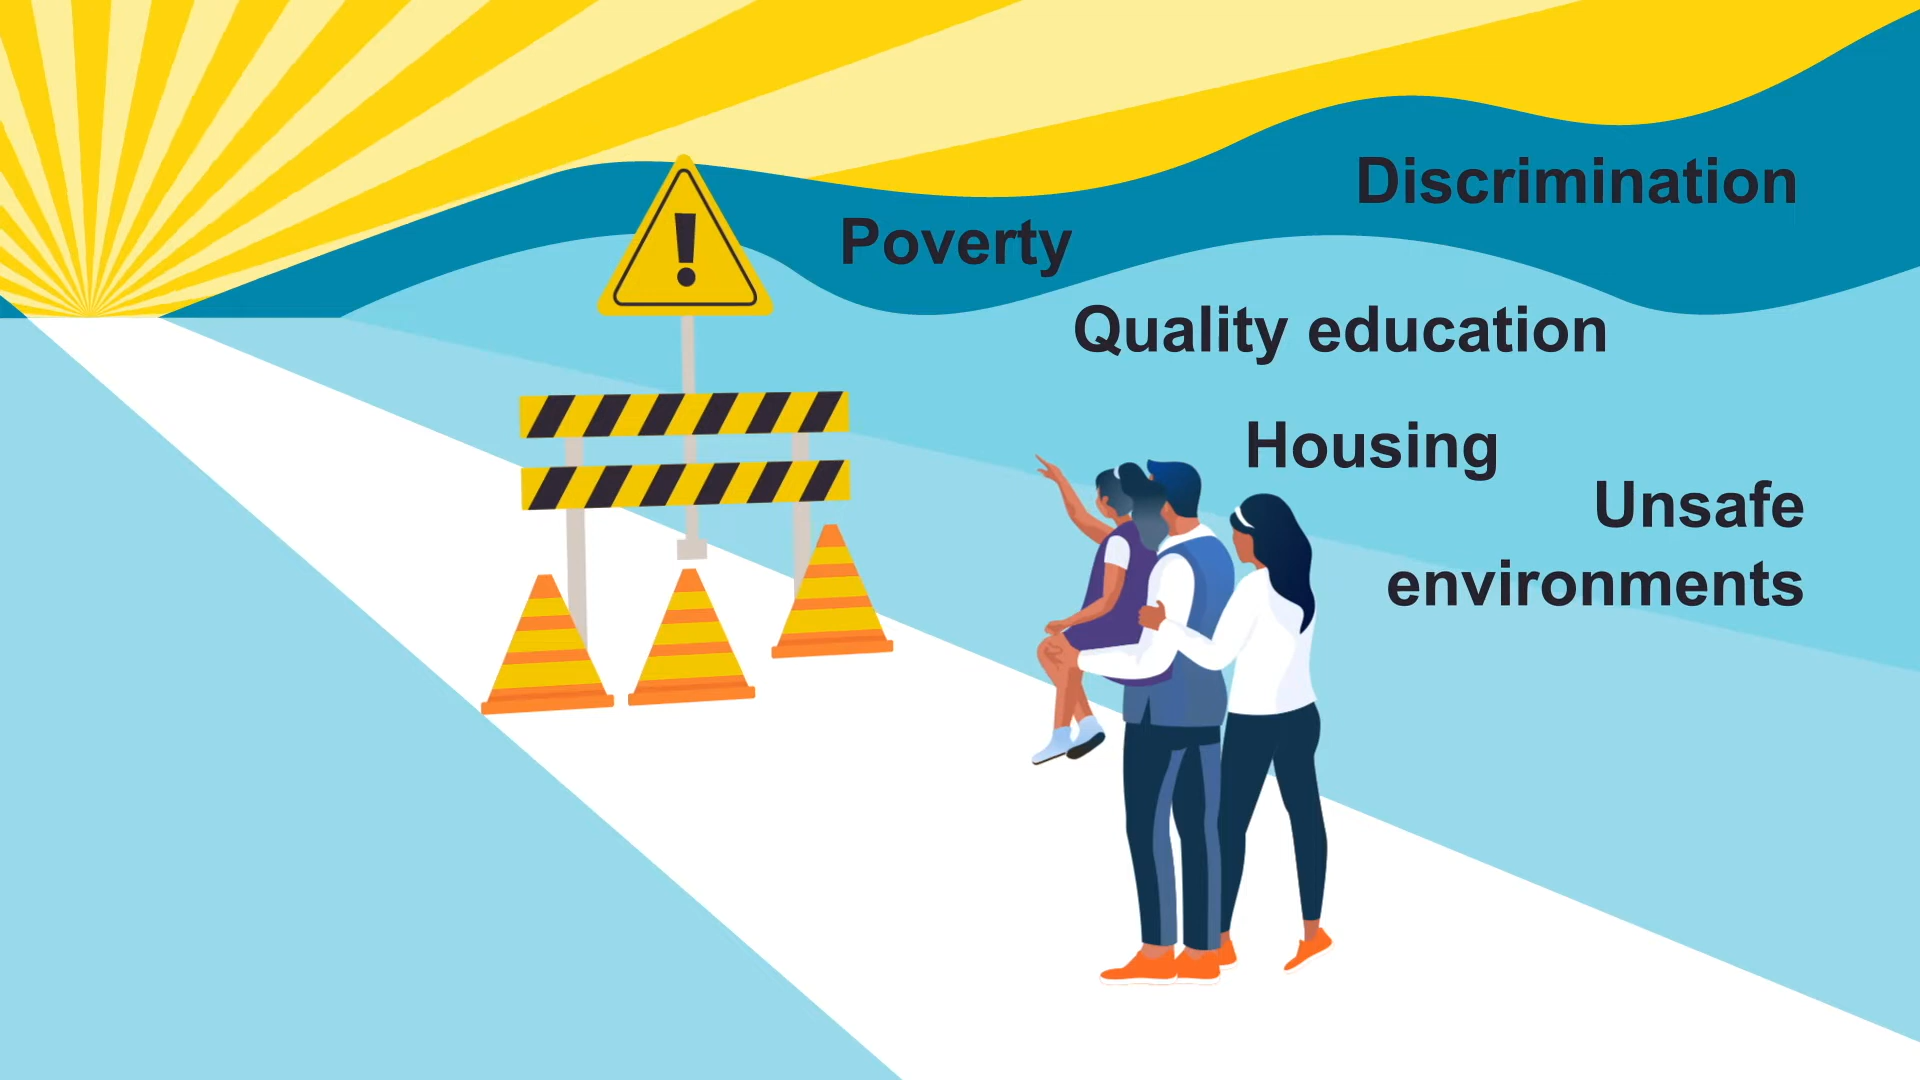 Discrimination
Poverty
!
Quality education
Housing
Unsafe
environments